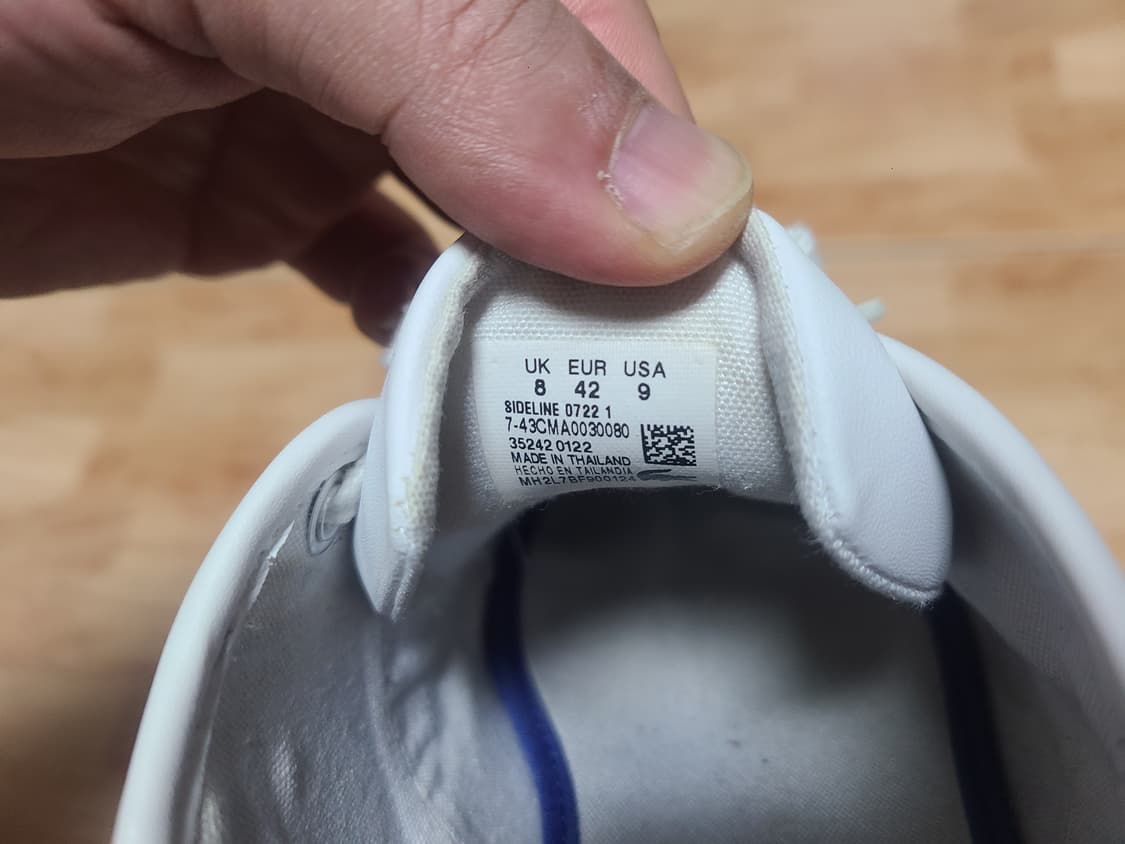 UK EUR USA
8 42 9
SIDELINE 0722 1
7-43CMA0030080
35242 0122
MADE IN THAILAND
HECHO EN TAILANDIA
MH2L7BF900124